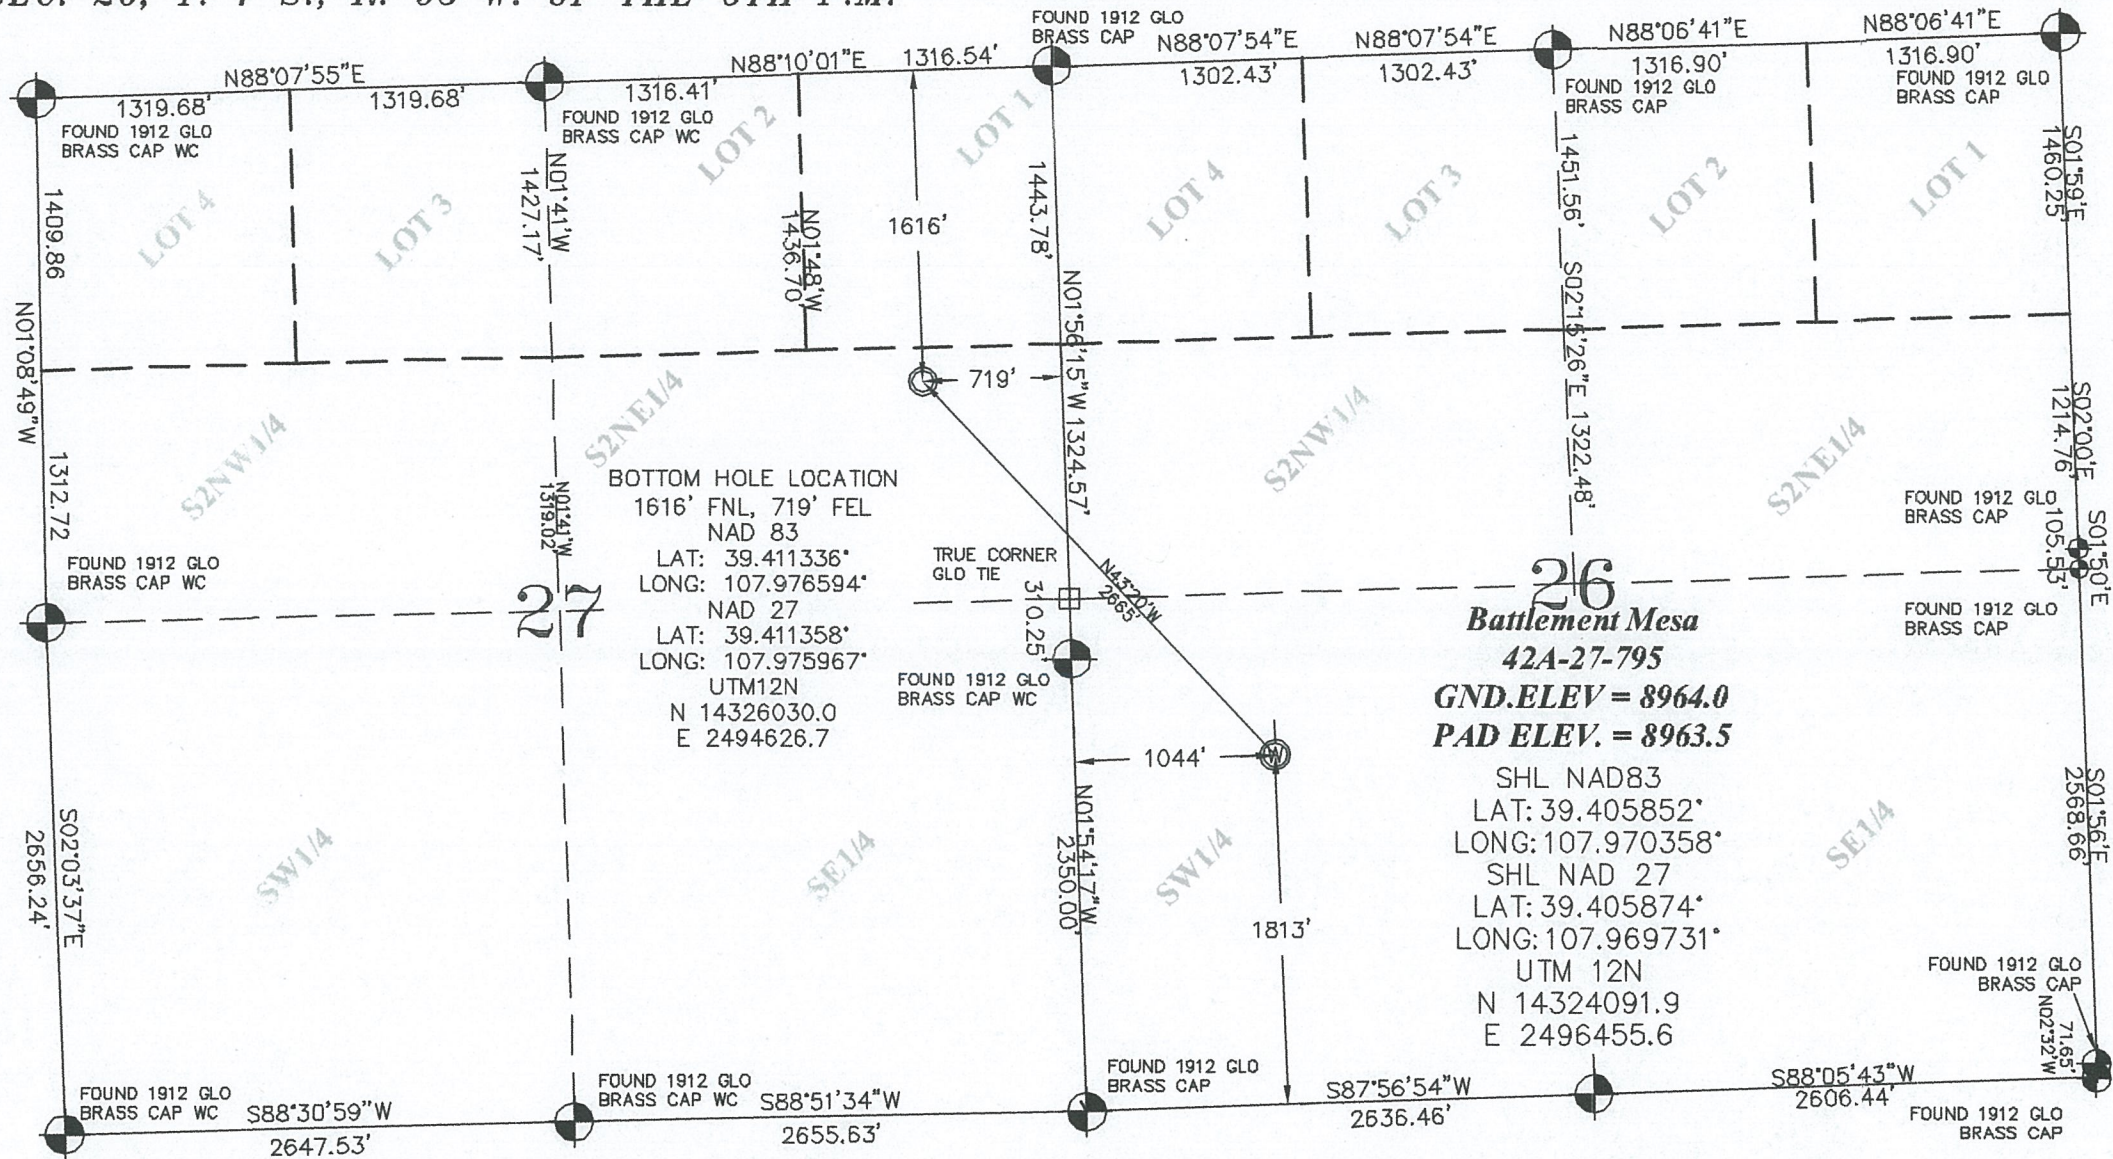 FOUND 1912 GLO
BRASS CAP
N88°07'55"E
1319.68'
1319.68'
N88°10'01"E
1316.41'
1316.54'
N88°07'54"E
1302.43'
N88°07'54"E
1302.43'
N88°06'41"E
1316.90'
N88°06'41"E
1316.90'
FOUND 1912 GLO
BRASS CAP WC
FOUND 1912 GLO
BRASS CAP WC
FOUND 1912 GLO
BRASS CAP
FOUND 1912 GLO
BRASS CAP
LOT 4
LOT 3
LOT 2
LOT 1
LOT 4
LOT 3
LOT 2
LOT 1
1409.86
N01°41'W
1427.17'
N01°48'W
1436.70'
1616'
1443.78'
1451.56'
S01°59'E
1460.25'
N01°08'49"W
1312.72
719'
N01°56'15"W 1324.57'
S02°15'26"E 1322.48'
S02°00'E
1214.76'
S2NW1/4
S2NE1/4
S2NW1/4
S2NE1/4
N01°41'W
1319.02'
BOTTOM HOLE LOCATION
1616' FNL, 719' FEL
NAD 83
LAT: 39.411336°
LONG: 107.976594°
NAD 27
LAT: 39.411358°
LONG: 107.975967°
UTM12N
N 14326030.0
E 2494626.7
FOUND 1912 GLO
BRASS CAP WC
27
TRUE CORNER
GLO TIE
310.25'
FOUND 1912 GLO
BRASS CAP WC
N43°20'W
2665'
FOUND 1912 GLO
BRASS CAP
105.53'
S01°50'E
FOUND 1912 GLO
BRASS CAP
26
Battlement Mesa
42A-27-795
GND.ELEV = 8964.0
PAD ELEV. = 8963.5
SHL NAD83
LAT: 39.405852°
LONG: 107.970358°
SHL NAD 27
LAT: 39.405874°
LONG: 107.969731°
UTM 12N
N 14324091.9
E 2496455.6
1044'
W
1813'
S02°03'37"E
2656.24'
SW1/4
SE1/4
N01°54'17"W
2350.00'
SW1/4
SE1/4
S01°56'E
2568.66'
FOUND 1912 GLO
BRASS CAP
N02°32'W
71.65'
FOUND 1912 GLO
BRASS CAP WC
S88°30'59"W
2647.53'
FOUND 1912 GLO
BRASS CAP WC
S88°51'34"W
2655.63'
FOUND 1912 GLO
BRASS CAP
S87°56'54"W
2636.46'
S88°05'43"W
2606.44'
FOUND 1912 GLO
BRASS CAP